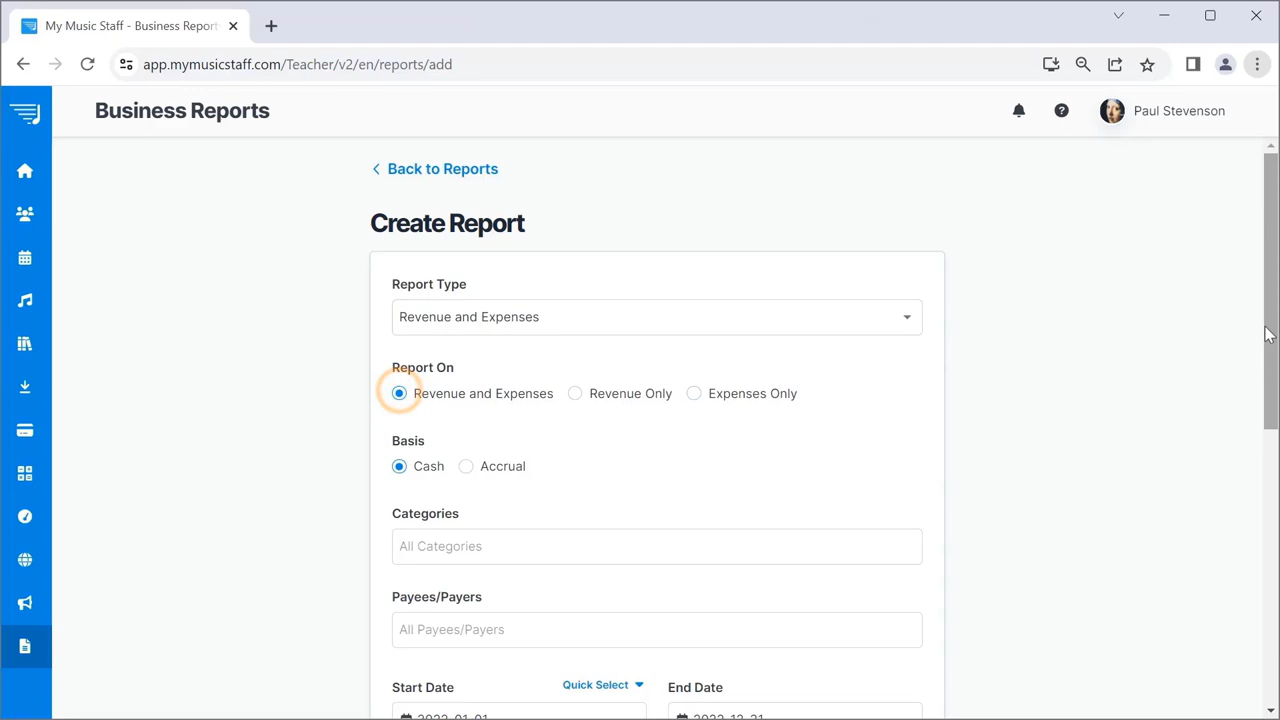 My Music Staff - Business Report
app.mymusicstaff.com/Teacher/v2/en/reports/add
Business Reports
Paul Stevenson
Back to Reports
Create Report
Report Type
Revenue and Expenses
Report On
Revenue and Expenses Revenue Only Expenses Only
Basis
Cash Accrual
Categories
All Categories
Payees/Payers
All Payees/Payers
Start Date Quick Select End Date